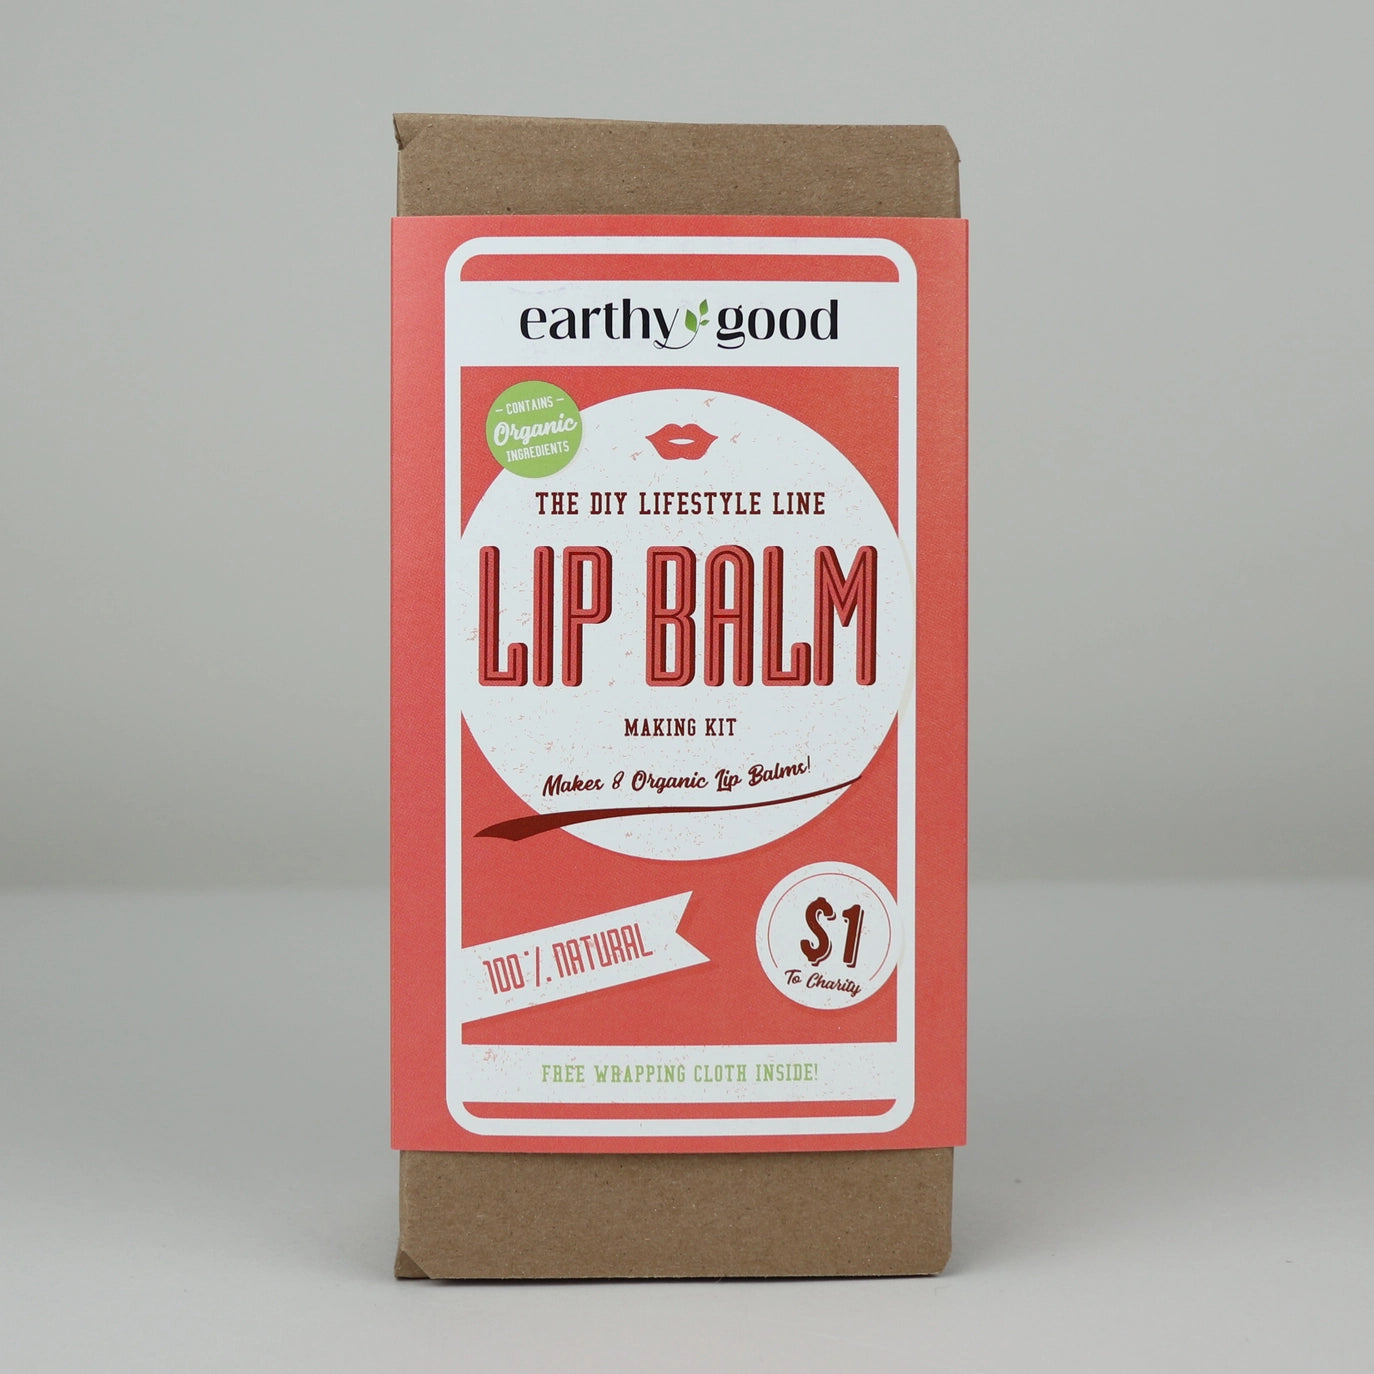 earthy good
CONTAINS
Organic
INGREDIENTS
THE DIY LIFESTYLE LINE
LIP BALM
MAKING KIT
Makes 8 Organic Lip Balms!
100% NATURAL
$1
To Charity
FREE WRAPPING CLOTH INSIDE!